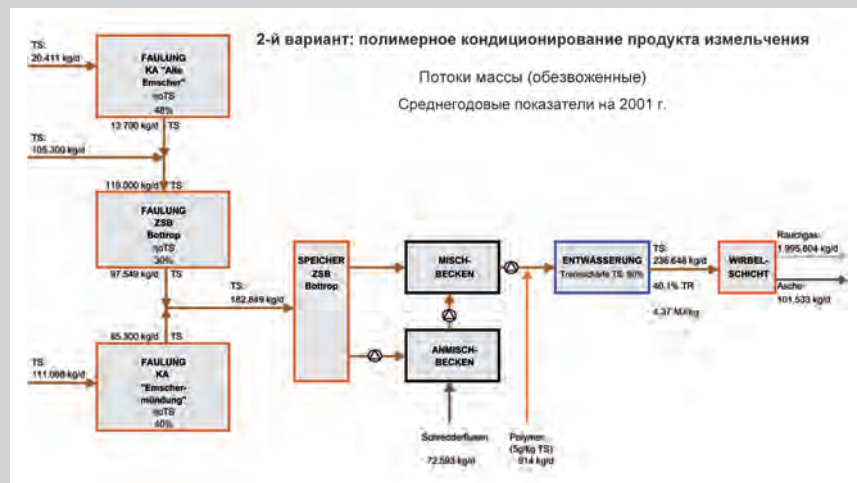 2-й вариант: полимерное кондиционирование продукта измельчения
Потоки массы (обезвоженные)
Среднегодовые показатели на 2001 г.
TS:
20.411 kg/d
FAULUNG
KA "Alte
Emscher"
ηoTS
48%
13.700 kg/d TS
TS:
105.300 kg/d
119.000 kg/d TS
FAULUNG
ZSB
Bottrop
ηoTS
30%
97.549 kg/d TS
TS:
182.849 kg/d
85.300 kg/d TS
TS:
FAULUNG
KA
"Emscher-
mündung"
ηoTS
40%
SPEICHER
ZSB
Bottrop
MISCH-
BECKEN
ANMISCH-
BECKEN
Schredderflusen
72.593 kg/d
Polymer:
(5g/kg TS)
914 kg/d
ENTWÄSSERUNG
Trennschärfe TS: 90%
TS:
236.648 kg/d
40,1% TR
4,37 MJ/kg
WIRBEL-
SCHICHT
Rauchgas:
1.995.604 kg/d
Asche:
101.533 kg/d